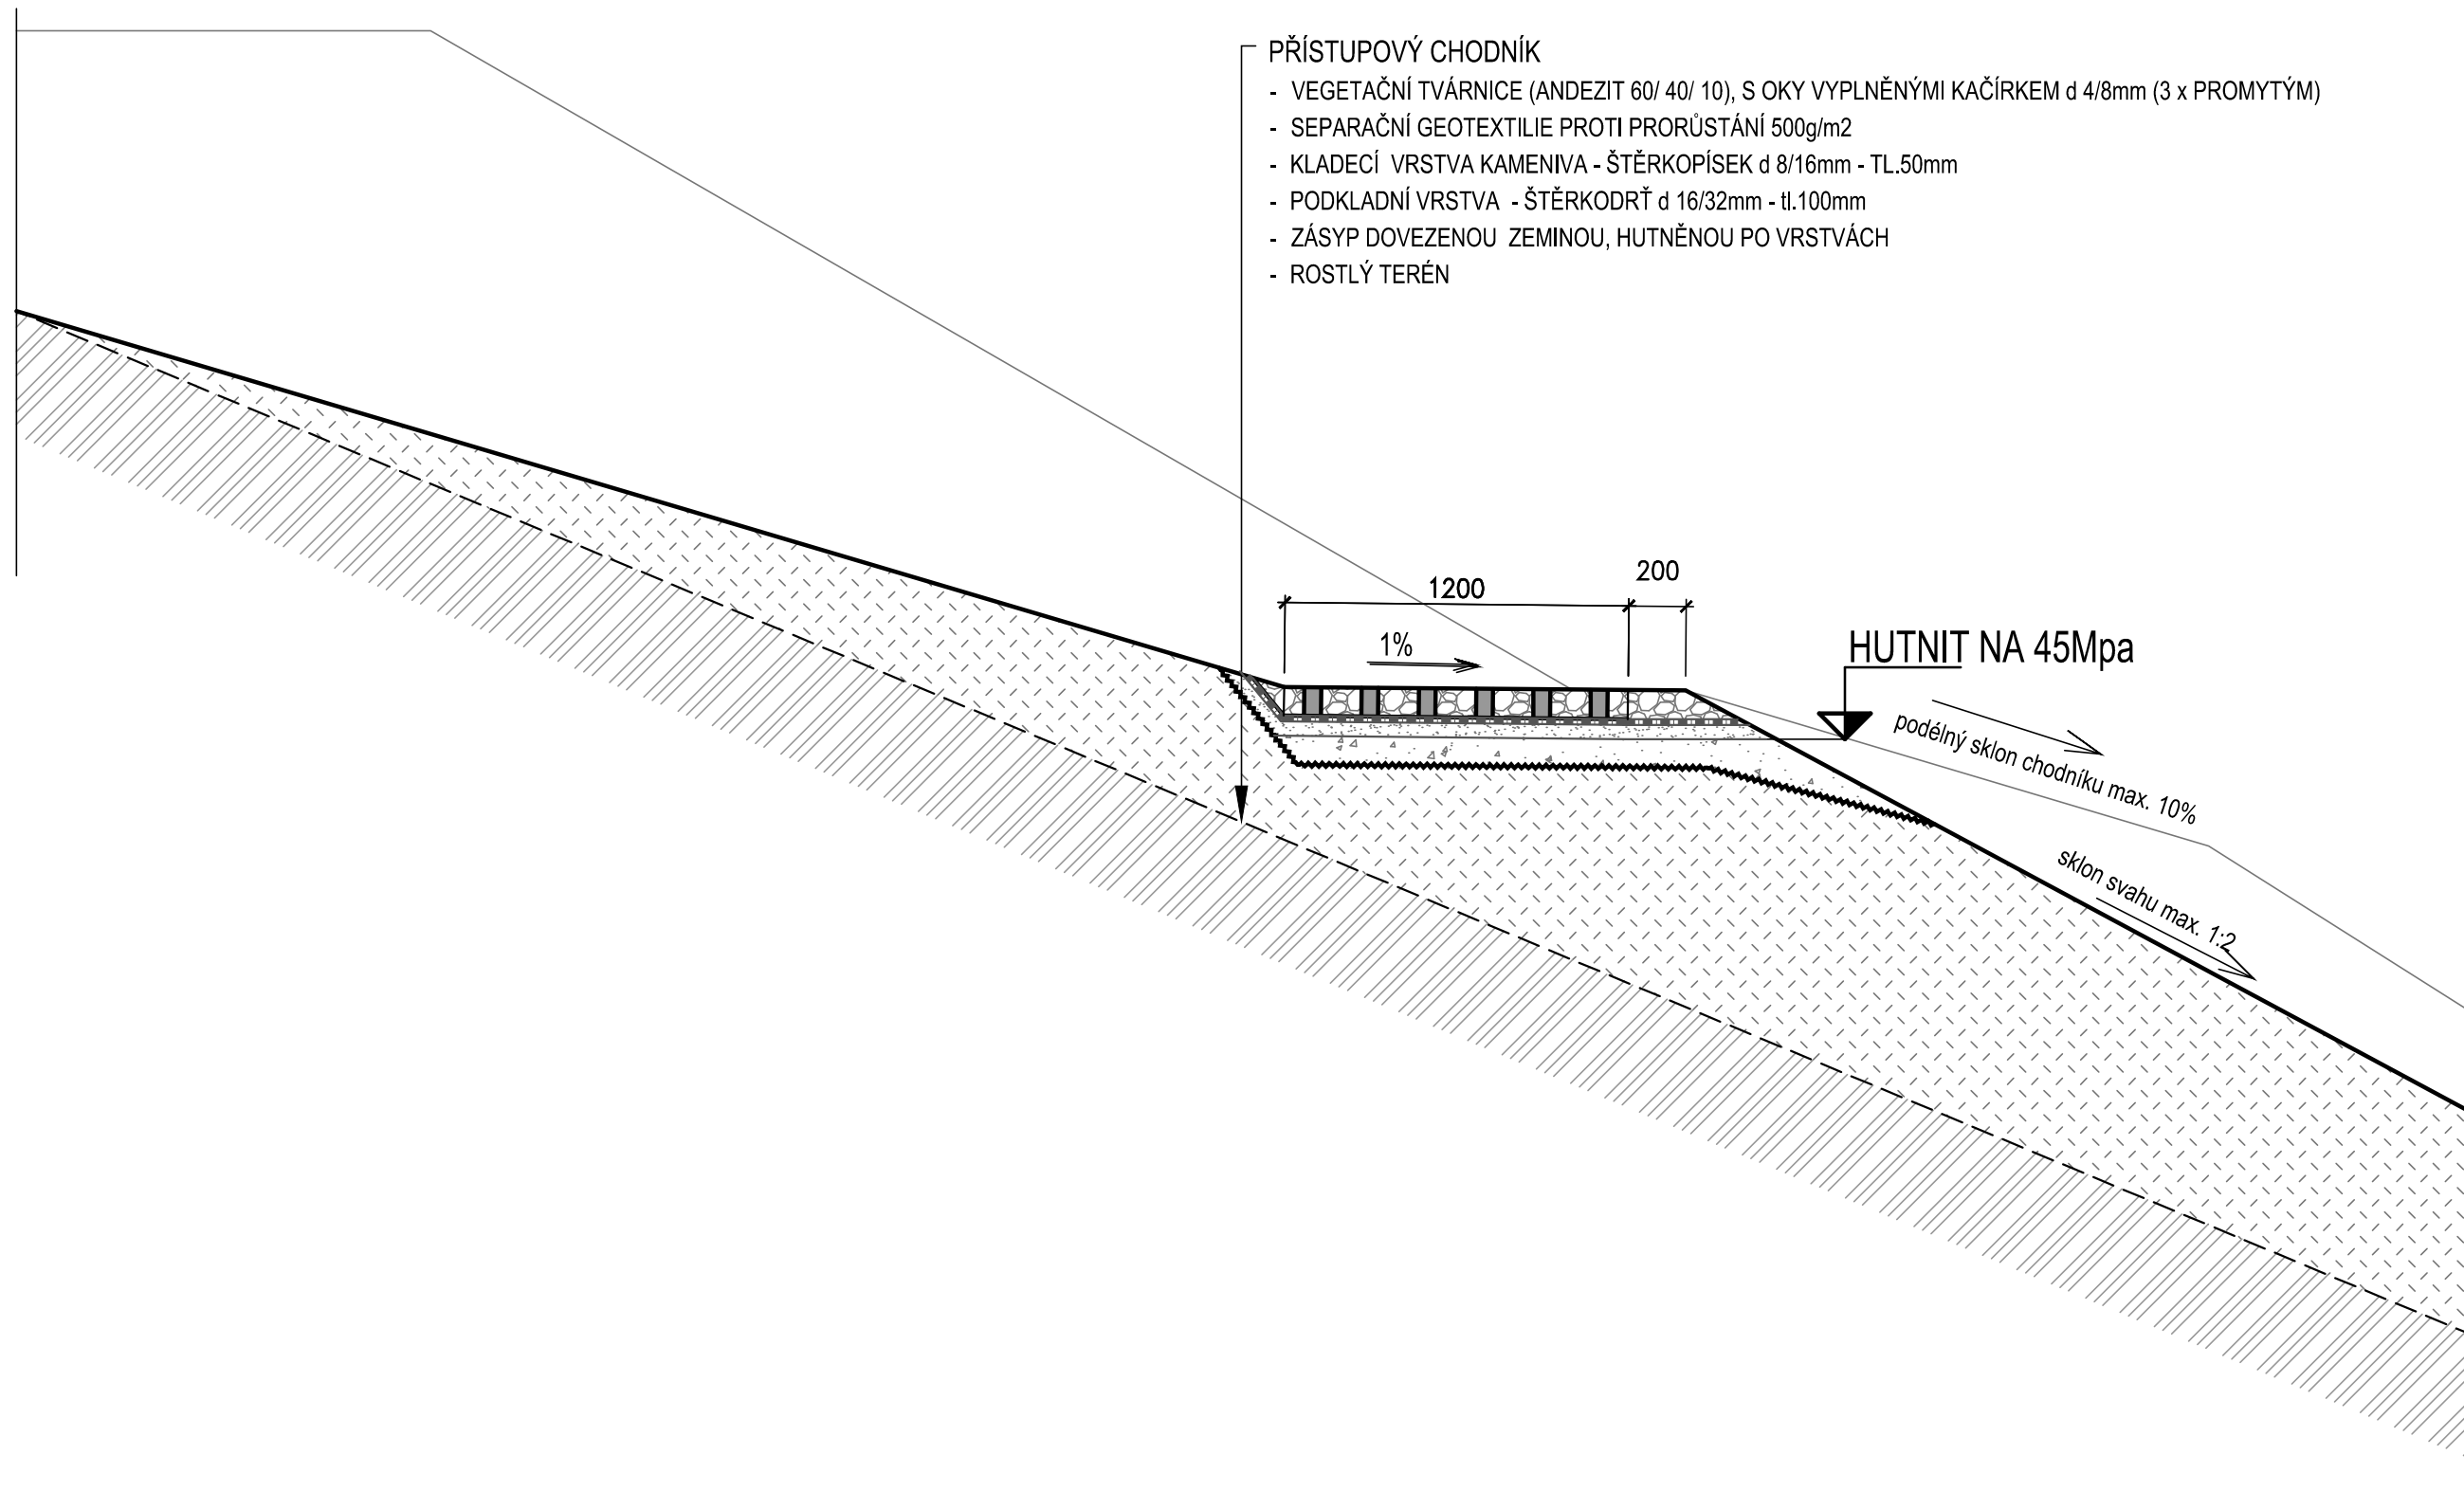 PŘÍSTUPOVÝ CHODNÍK
- VEGETAČNÍ TVÁRNICE (ANDEZIT 60/ 40/ 10), S OKY VYPLNĚNÝMI KAČÍRKEM d 4/8mm (3 x PROMYTÝM)
- SEPARAČNÍ GEOTEXTILIE PROTI PRORŮSTÁNÍ 500g/m2
- KLADECÍ VRSTVA KAMENIVA - ŠTĚRKOPÍSEK d 8/16mm - TL.50mm
- PODKLADNÍ VRSTVA - ŠTĚRKODRŤ d 16/32mm - tl.100mm
- ZÁSYP DOVEZENOU ZEMINOU, HUTNĚNOU PO VRSTVÁCH
- ROSTLÝ TERÉN
1200
200
1%
HUTNIT NA 45Mpa
podélný sklon chodníku max. 10%
sklon svahu max. 1:2